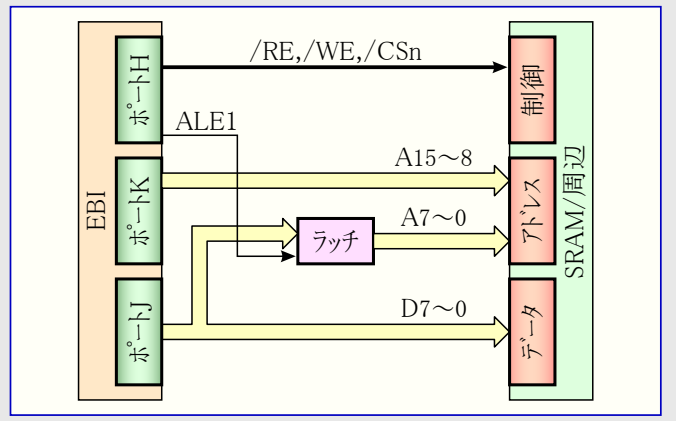 EBI
ポートH
ポートK
ポートJ
/RE,/WE,/CSn
ALE1
A15～8
A7～0
ラッチ
D7～0
制御
アドレス
データ
SRAM/周辺